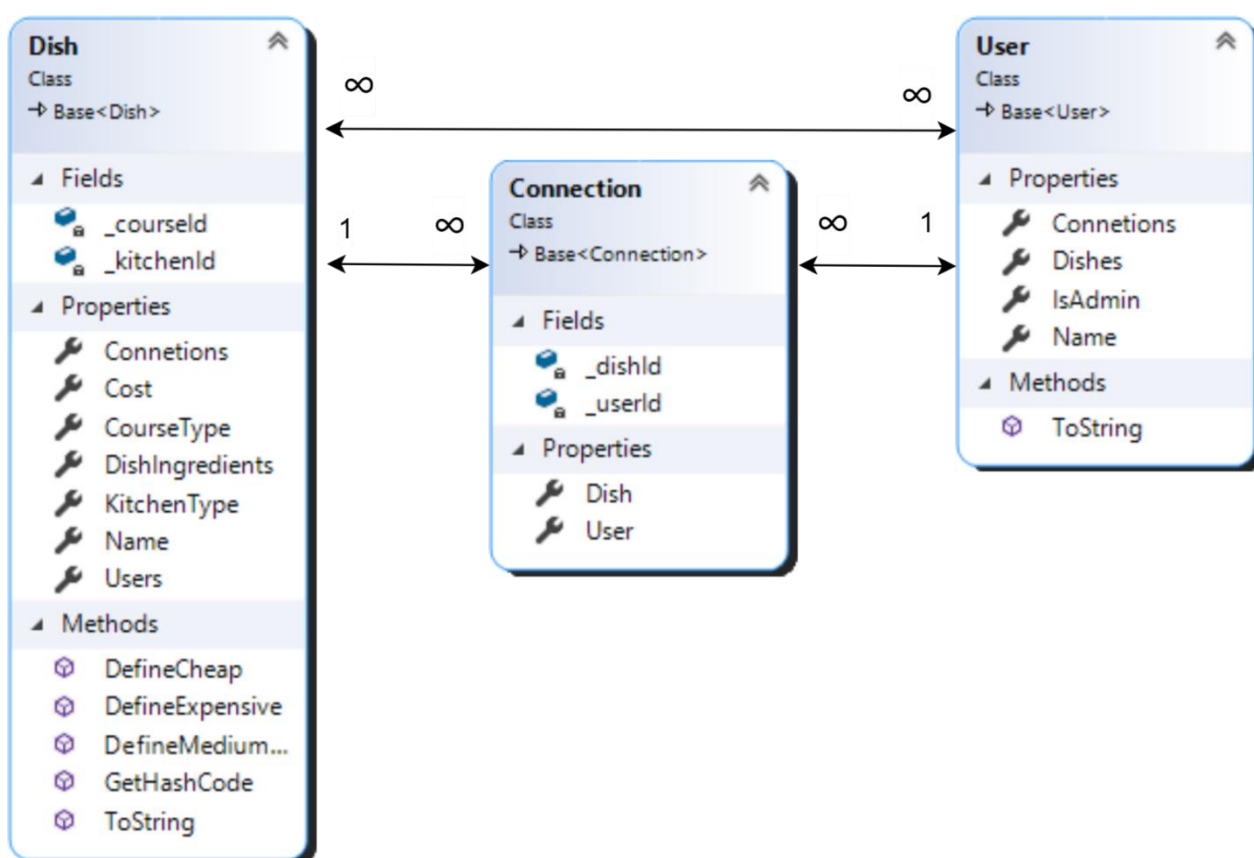 Dish
Class
Base<Dish>
Fields
_courseId
_kitchenId
Properties
Connetions
Cost
CourseType
DishIngredients
KitchenType
Name
Users
Methods
DefineCheap
DefineExpensive
DefineMedium...
GetHashCode
ToString
∞
∞
1
∞
Connection
Class
Base<Connection>
Fields
_dishId
_userId
Properties
Dish
User
∞
1
User
Class
Base<User>
Properties
Connetions
Dishes
IsAdmin
Name
Methods
ToString